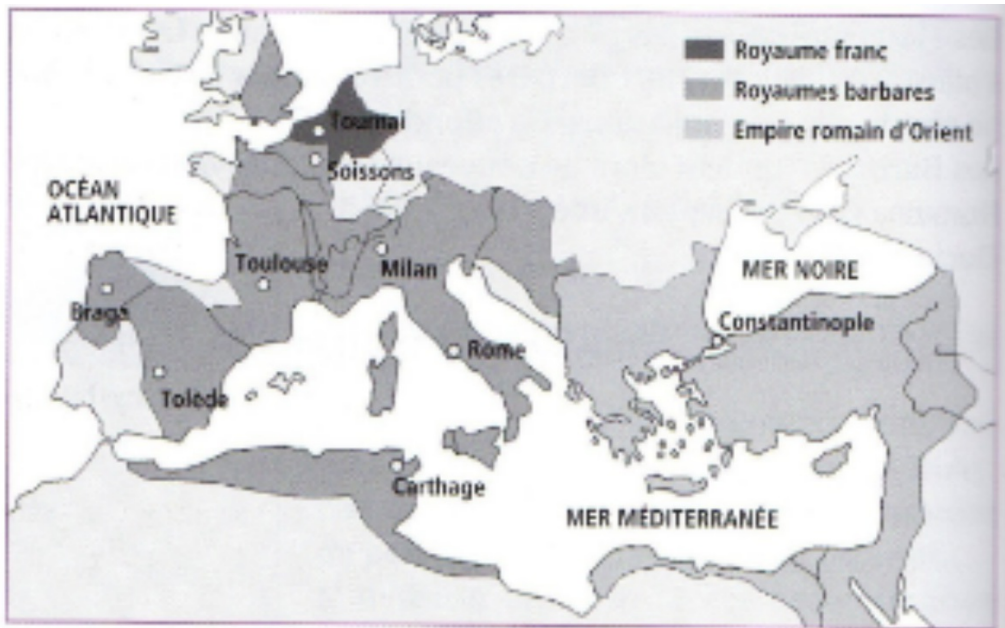 Royaume franc
Royaumes barbares
Empire romain d'Orient
Tournai
Soissons
OCÉAN
ATLANTIQUE
Toulouse
Milan
MER NOIRE
Braga
Constantinople
Rome
Tolède
Carthage
MER MÉDITERRANÉE